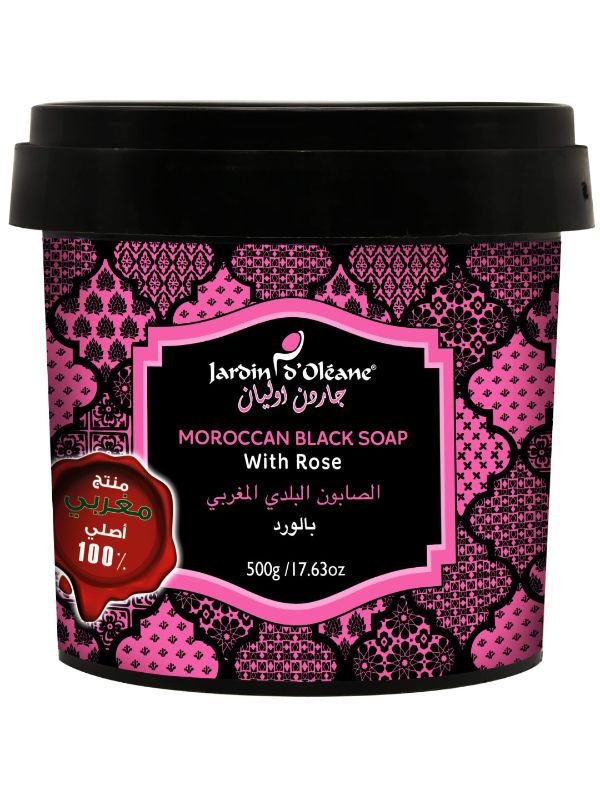 Jardin d'Oléane®
جاردن اوليان
MOROCCAN BLACK SOAP
With Rose
الصابون البلدي المغربي
بالورد
500g /17.63oz
منتج
مغربي
أصلي
100٪